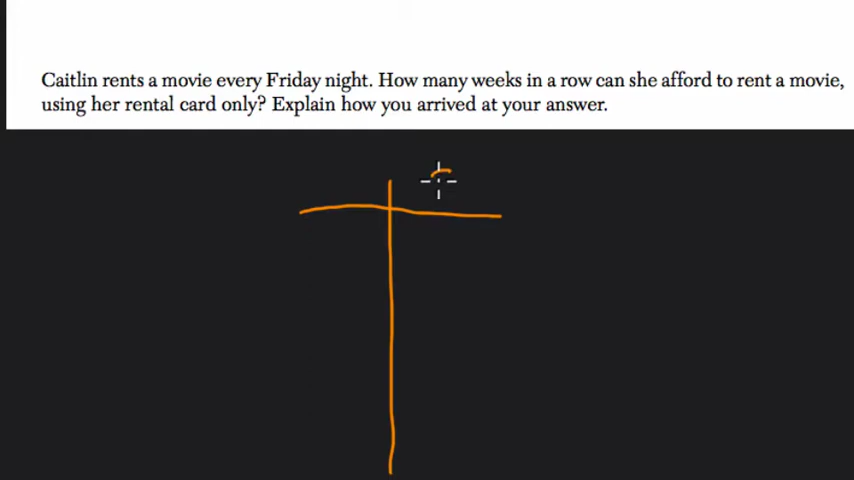 Caitlin rents a movie every Friday night. How many weeks in a row can she afford to rent a movie,
using her rental card only? Explain how you arrived at your answer.